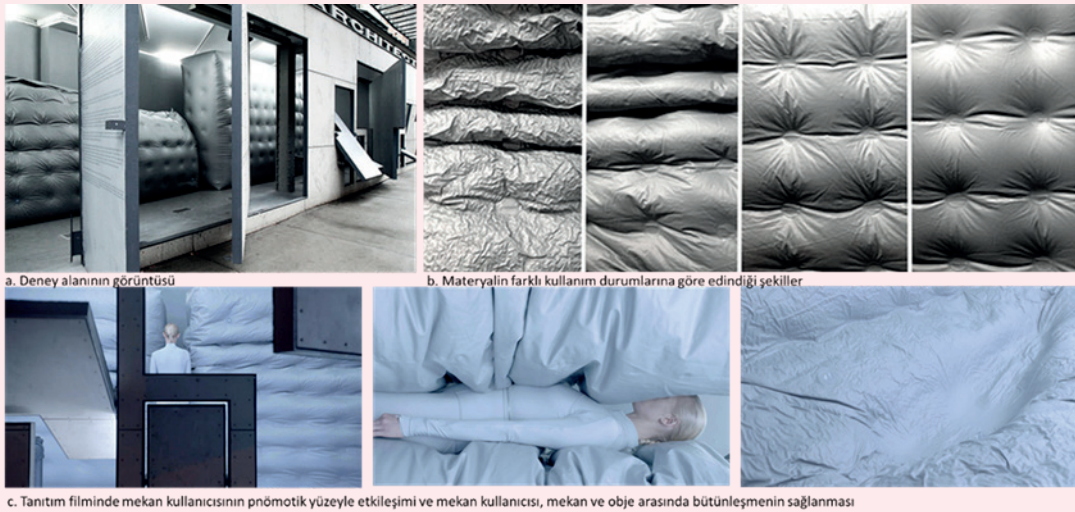 ARCHITE
a. Deney alanının görüntüsü
b. Materyalin farklı kullanım durumlarına göre edindiği şekiller
c. Tanıtım filminde mekan kullanıcısının pnömotik yüzeyle etkileşimi ve mekan kullanıcısı, mekan ve obje arasında bütünleşmenin sağlanması